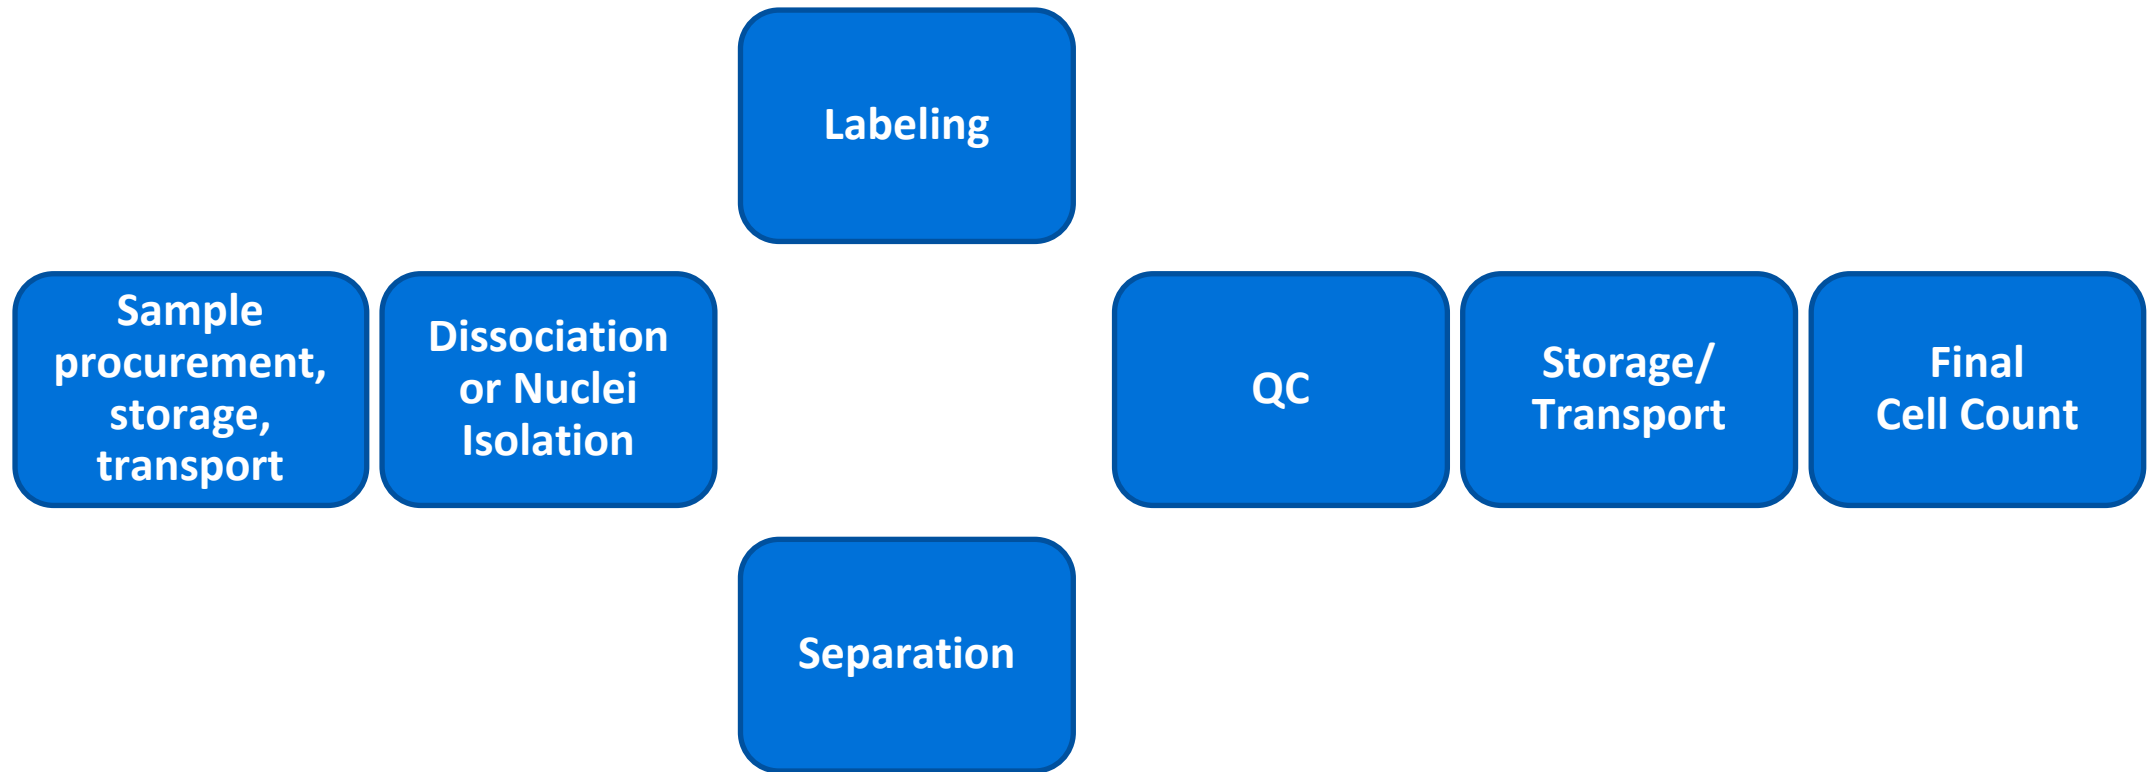 Labeling
Sample
procurement,
storage,
transport
Dissociation
or Nuclei
Isolation
QC
Storage/
Transport
Final
Cell Count
Separation